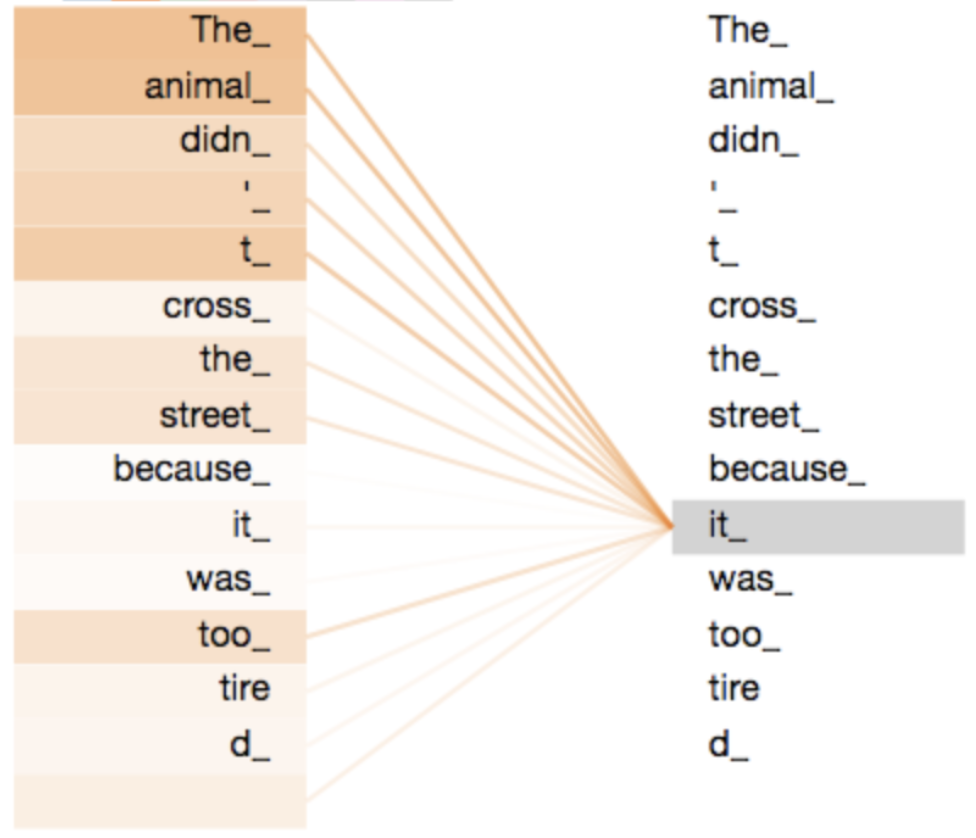 The_ The_
animal_ animal_
didn_ didn_
'_ '_
t_ t_
cross_ cross_
the_ the_
street_ street_
because_ because_
it_ it_
was_ was_
too_ too_
tire tire
d_ d_